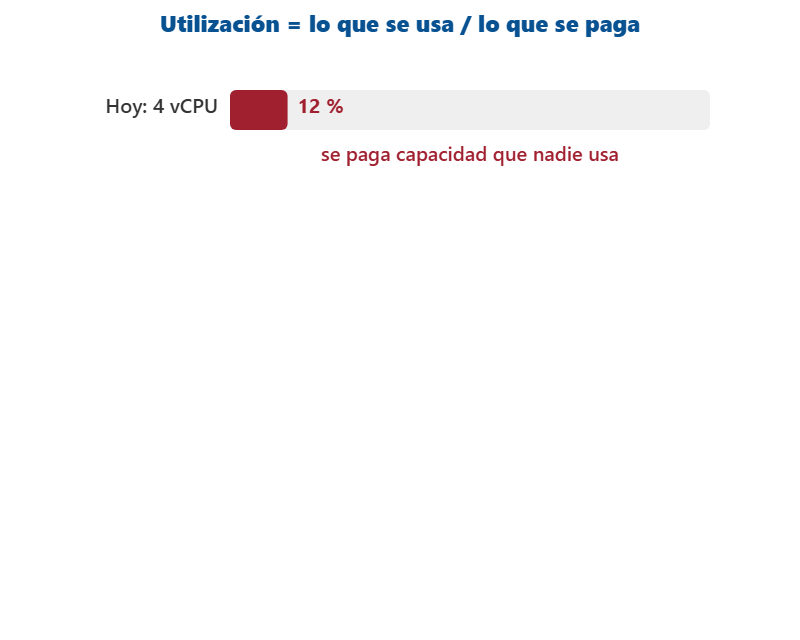 Utilización = lo que se usa / lo que se paga
Hoy: 4 vCPU
12 %
se paga capacidad que nadie usa